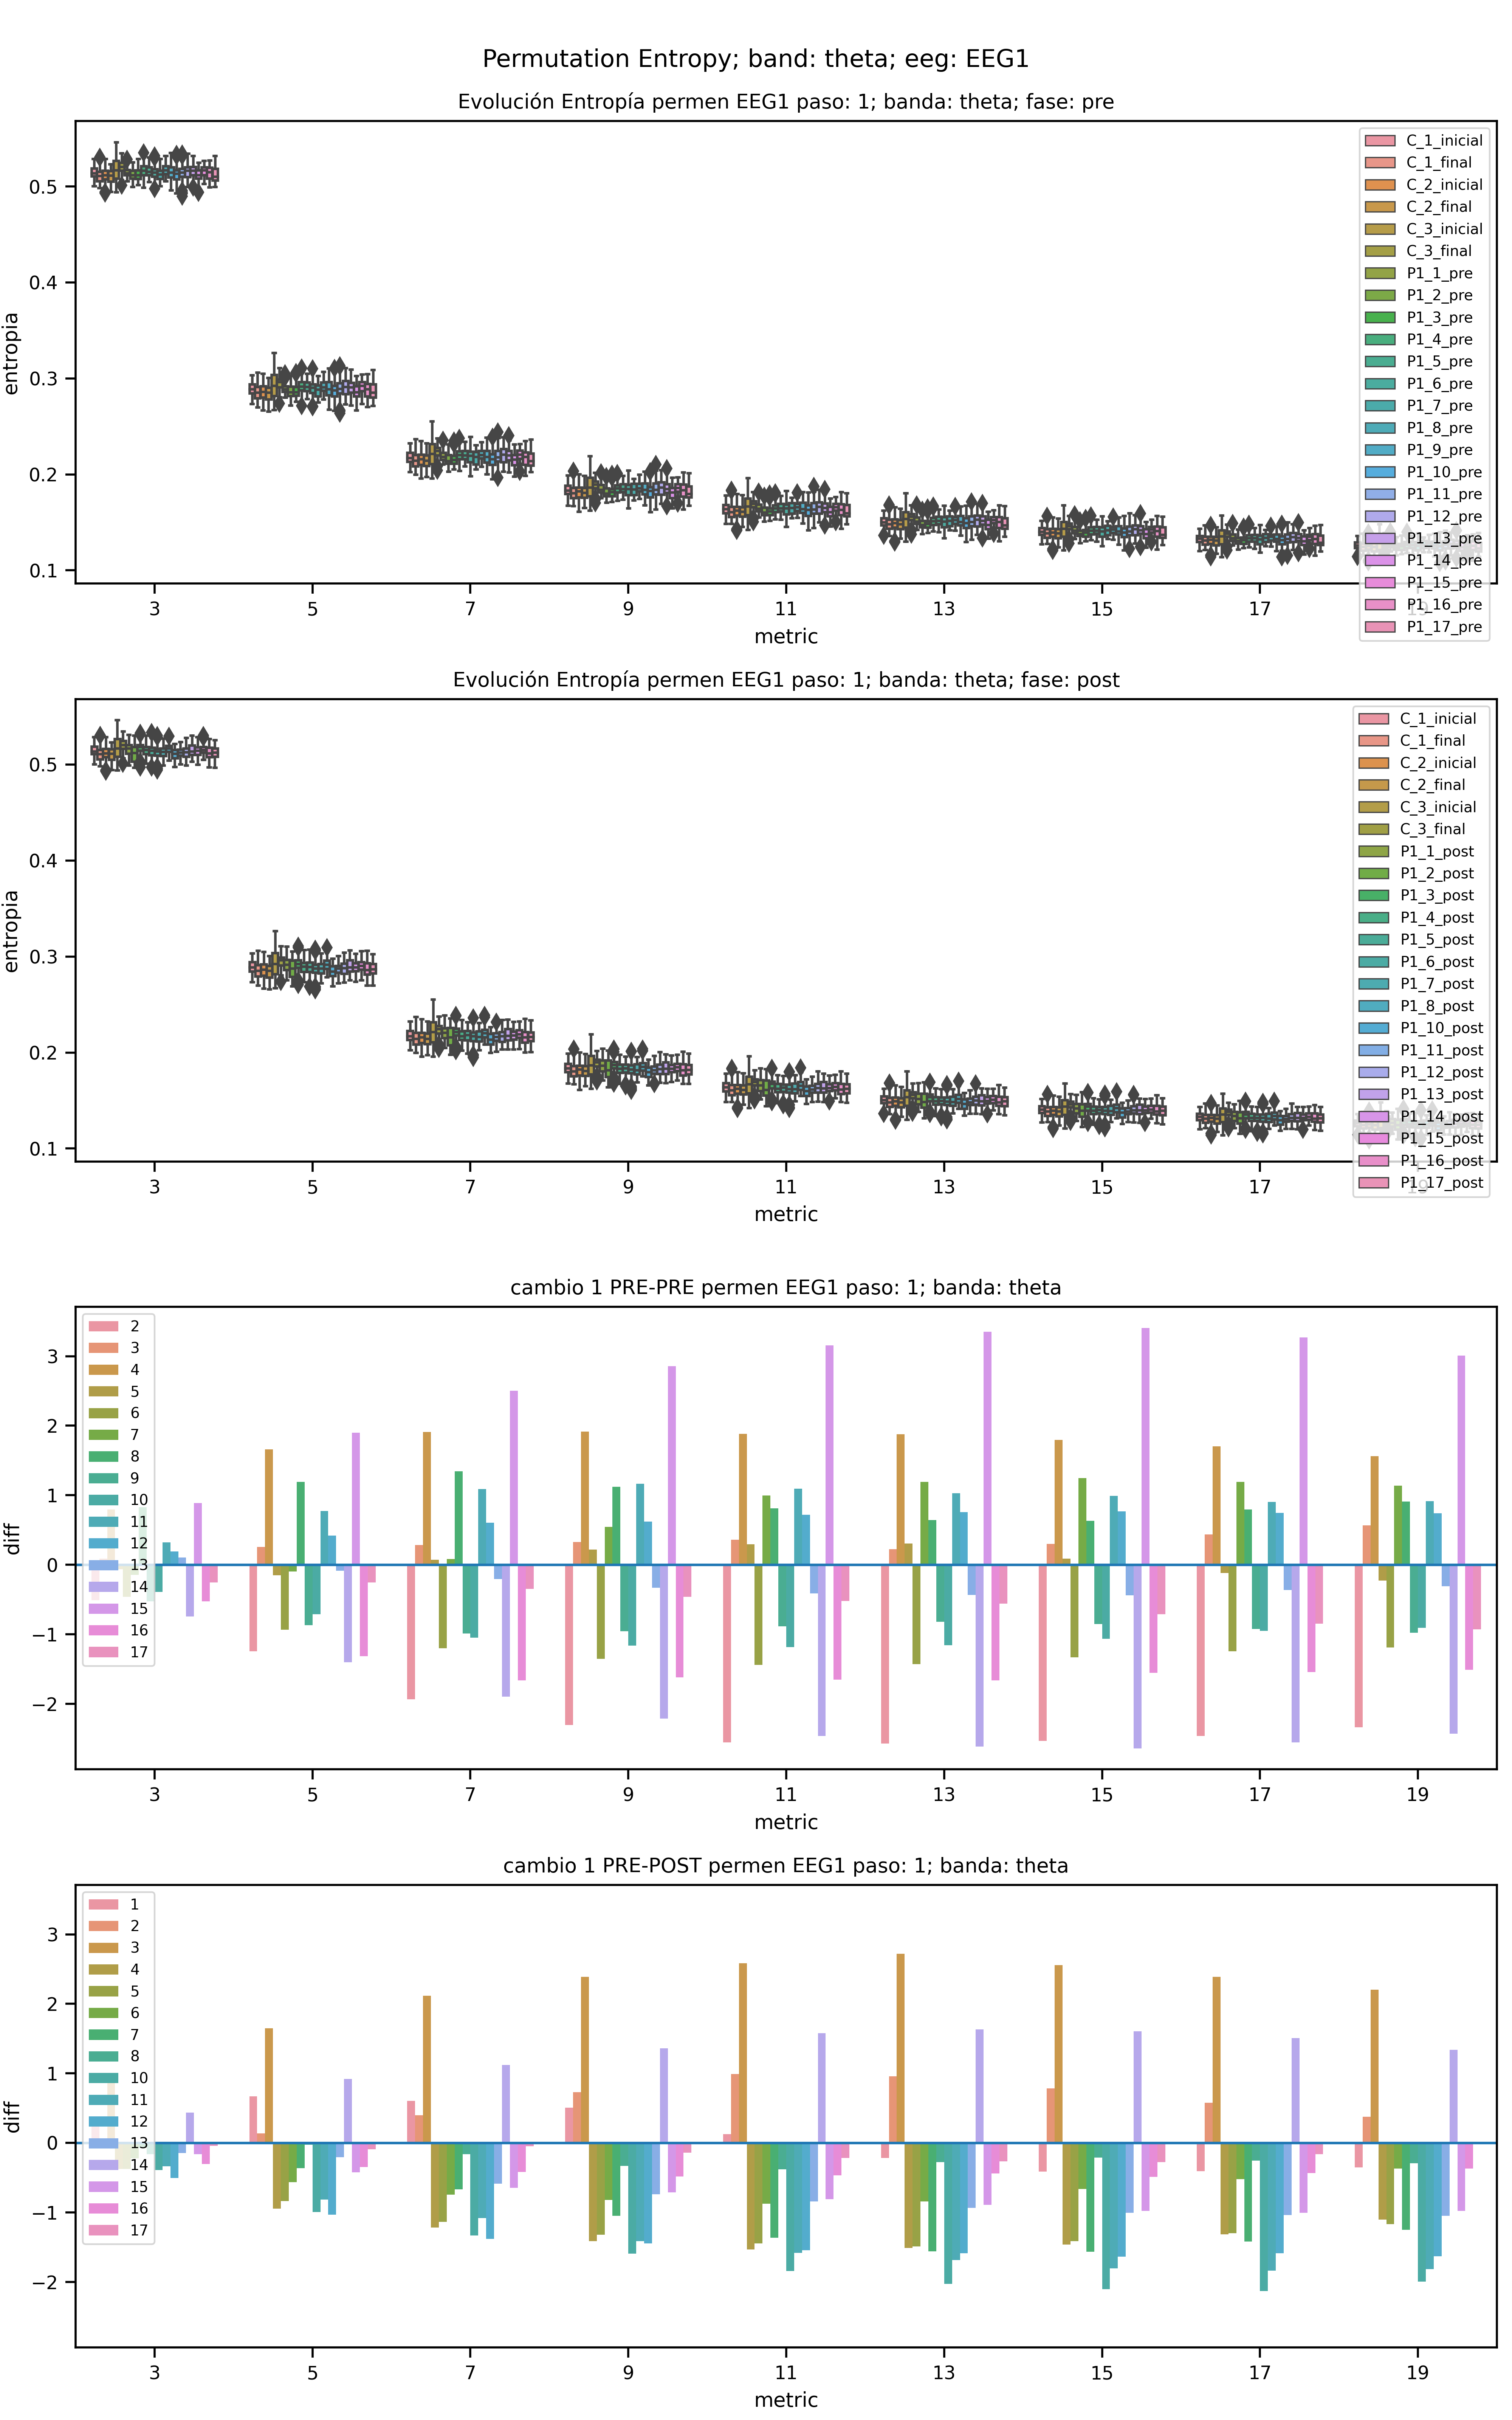 Permutation Entropy; band: theta; eeg: EEG1
Evolución Entropía permen EEG1 paso: 1; banda: theta; fase: pre
entropia
0.5
0.4
0.3
0.2
0.1
C_1_inicial
C_1_final
C_2_inicial
C_2_final
C_3_inicial
C_3_final
P1_1_pre
P1_2_pre
P1_3_pre
P1_4_pre
P1_5_pre
P1_6_pre
P1_7_pre
P1_8_pre
P1_9_pre
P1_10_pre
P1_11_pre
P1_12_pre
P1_13_pre
P1_14_pre
P1_15_pre
P1_16_pre
P1_17_pre
3 5 7 9 11 13 15 17 19
metric
Evolución Entropía permen EEG1 paso: 1; banda: theta; fase: post
entropia
0.5
0.4
0.3
0.2
0.1
C_1_inicial
C_1_final
C_2_inicial
C_2_final
C_3_inicial
C_3_final
P1_1_post
P1_2_post
P1_3_post
P1_4_post
P1_5_post
P1_6_post
P1_7_post
P1_8_post
P1_10_post
P1_11_post
P1_12_post
P1_13_post
P1_14_post
P1_15_post
P1_16_post
P1_17_post
3 5 7 9 11 13 15 17 19
metric
cambio 1 PRE-PRE permen EEG1 paso: 1; banda: theta
diff
3
2
1
0
−1
−2
2
3
4
5
6
7
8
9
10
11
12
13
14
15
16
17
3 5 7 9 11 13 15 17 19
metric
cambio 1 PRE-POST permen EEG1 paso: 1; banda: theta
diff
3
2
1
0
−1
−2
1
2
3
4
5
6
7
8
10
11
12
13
14
15
16
17
3 5 7 9 11 13 15 17 19
metric